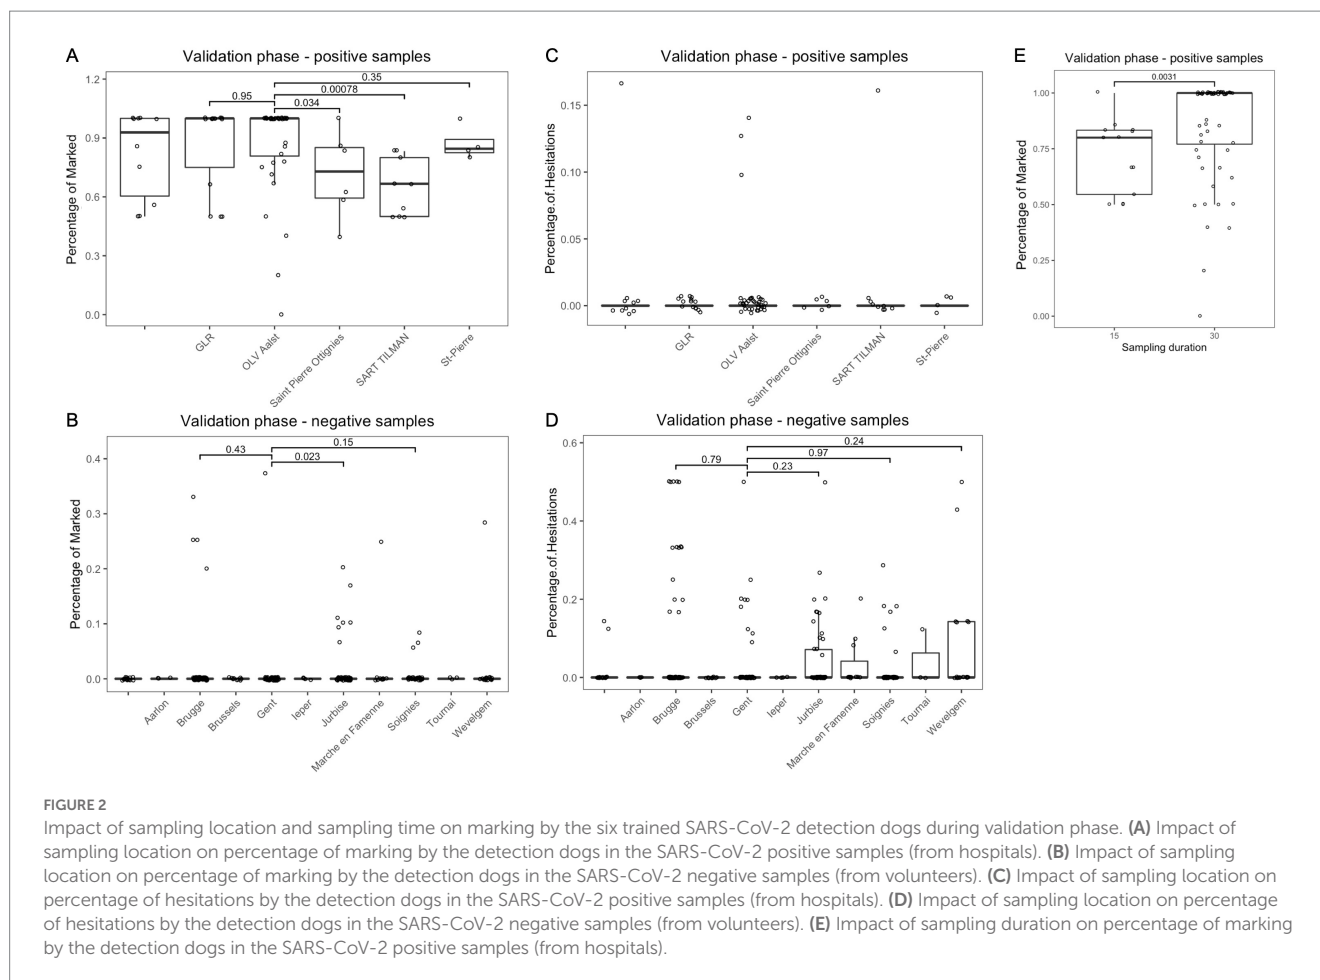 A
Validation phase - positive samples
Percentage of Marked
1.2
0.9
0.6
0.3
0.0
0.95
0.034
0.00078
0.35
GLR
OLV Aalst
Saint Pierre Ottignies
SART TILMAN
St-Pierre
C
Validation phase - positive samples
Percentage.of.Hesitations
0.15
0.10
0.05
0.00
GLR
OLV Aalst
Saint Pierre Ottignies
SART TILMAN
St-Pierre
E
Validation phase - positive samples
Percentage of Marked
1.00
0.75
0.50
0.25
0.00
0.0031
15
30
Sampling duration
B
Validation phase - negative samples
Percentage of Marked
0.4
0.3
0.2
0.1
0.0
0.43
0.023
0.15
Aarlon
Brugge
Brussels
Gent
Ieper
Jurbise
Marche en Famenne
Soignies
Tournai
Wevelgem
D
Validation phase - negative samples
Percentage.of.Hesitations
0.6
0.4
0.2
0.0
0.79
0.23
0.97
0.24
Aarlon
Brugge
Brussels
Gent
Ieper
Jurbise
Marche en Famenne
Soignies
Tournai
Wevelgem
FIGURE 2
Impact of sampling location and sampling time on marking by the six trained SARS-CoV-2 detection dogs during validation phase. (A) Impact of
sampling location on percentage of marking by the detection dogs in the SARS-CoV-2 positive samples (from hospitals). (B) Impact of sampling
location on percentage of marking by the detection dogs in the SARS-CoV-2 negative samples (from volunteers). (C) Impact of sampling location on
percentage of hesitations by the detection dogs in the SARS-CoV-2 positive samples (from hospitals). (D) Impact of sampling location on percentage
of hesitations by the detection dogs in the SARS-CoV-2 negative samples (from volunteers). (E) Impact of sampling duration on percentage of marking
by the detection dogs in the SARS-CoV-2 positive samples (from hospitals).